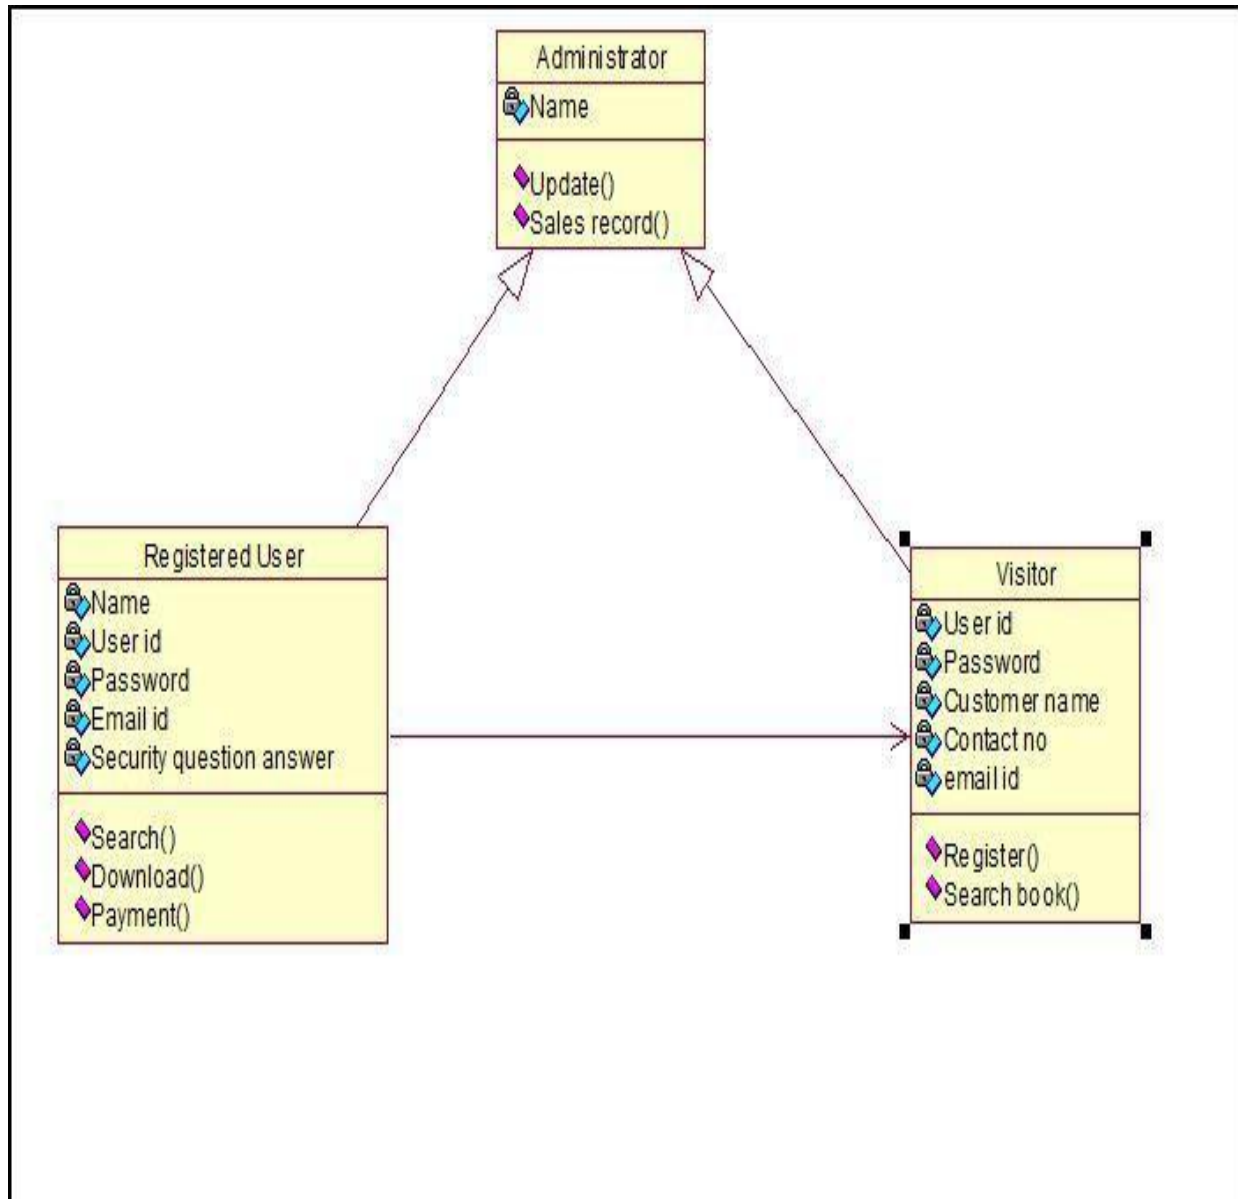 Administrator
Name
Update()
Sales record()
Registered User
Name
User id
Password
Email id
Security question answer
Search()
Download()
Payment()
Visitor
User id
Password
Customer name
Contact no
email id
Register()
Search book()